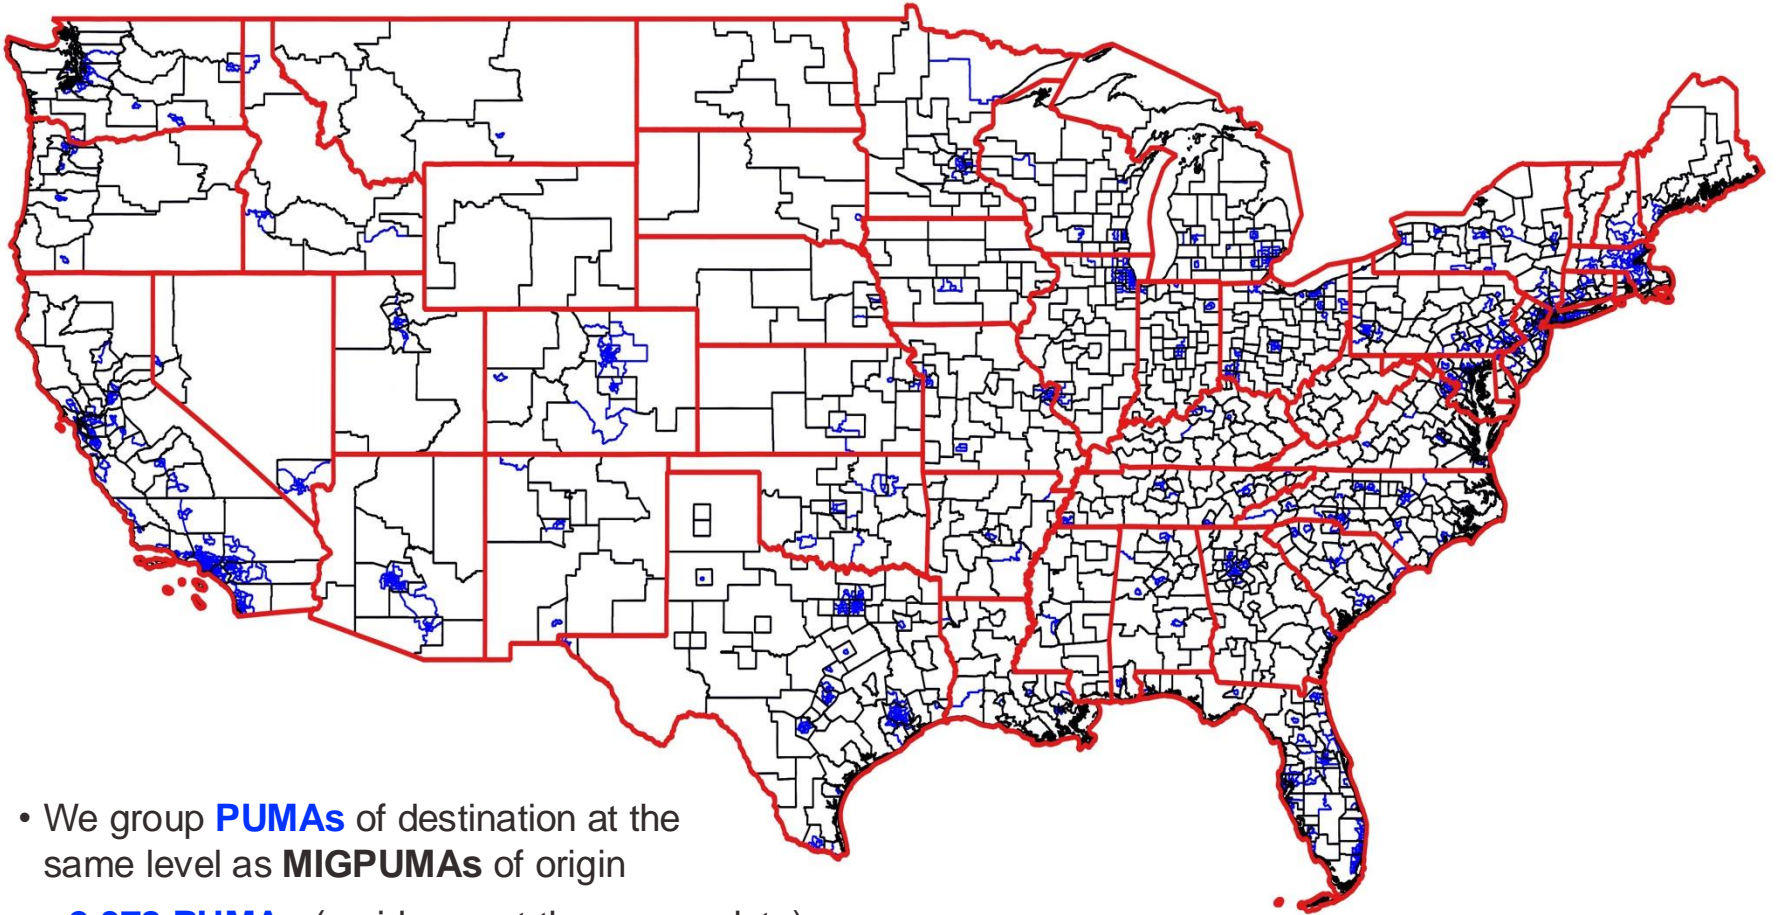 • We group PUMAs of destination at the
same level as MIGPUMAs of origin